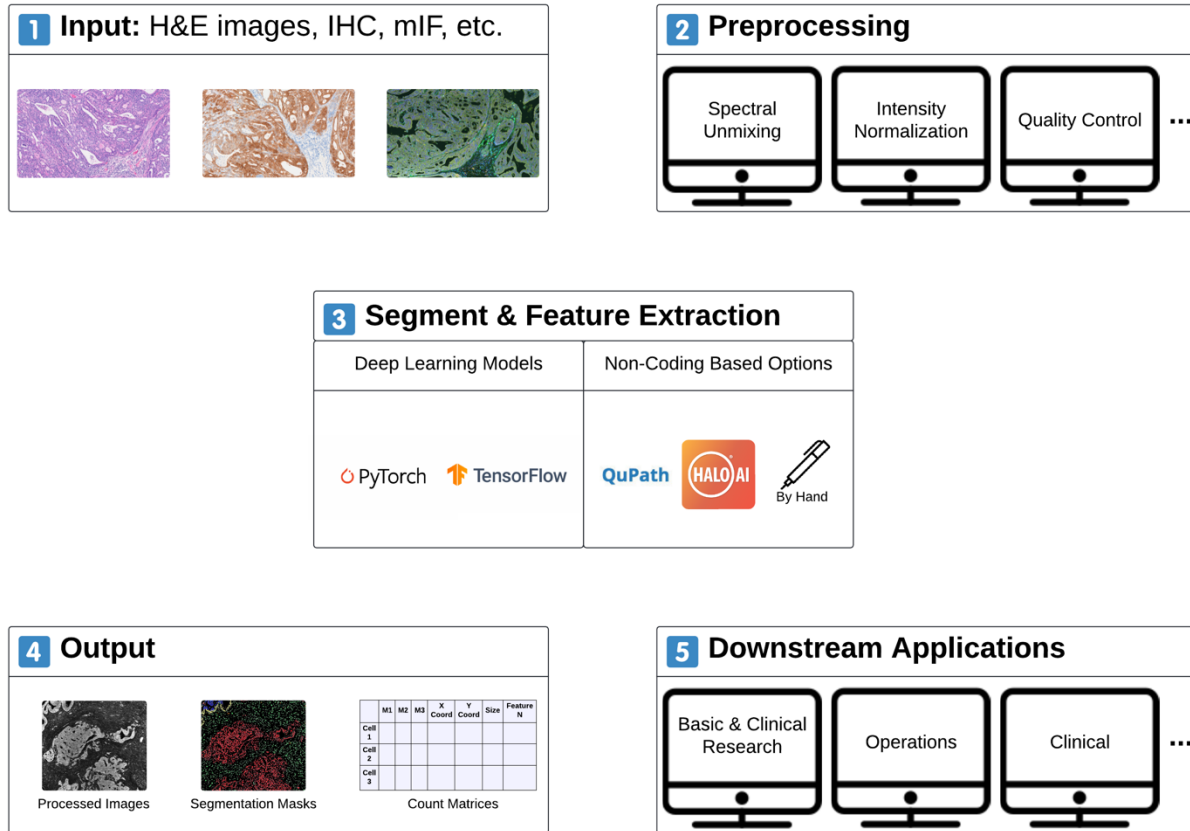 1 Input: H&E images, IHC, mIF, etc.
2 Preprocessing
Spectral
Unmixing
Intensity
Normalization
Quality Control
...
3 Segment & Feature Extraction
Deep Learning Models
Non-Coding Based Options
PyTorch
TensorFlow
QuPath
HALO AI
By Hand
4 Output
Processed Images
Segmentation Masks
M1 M2 M3 X Coord Y Coord Size Feature N
Cell 1
Cell 2
Cell 3
Count Matrices
5 Downstream Applications
Basic & Clinical
Research
Operations
Clinical
...